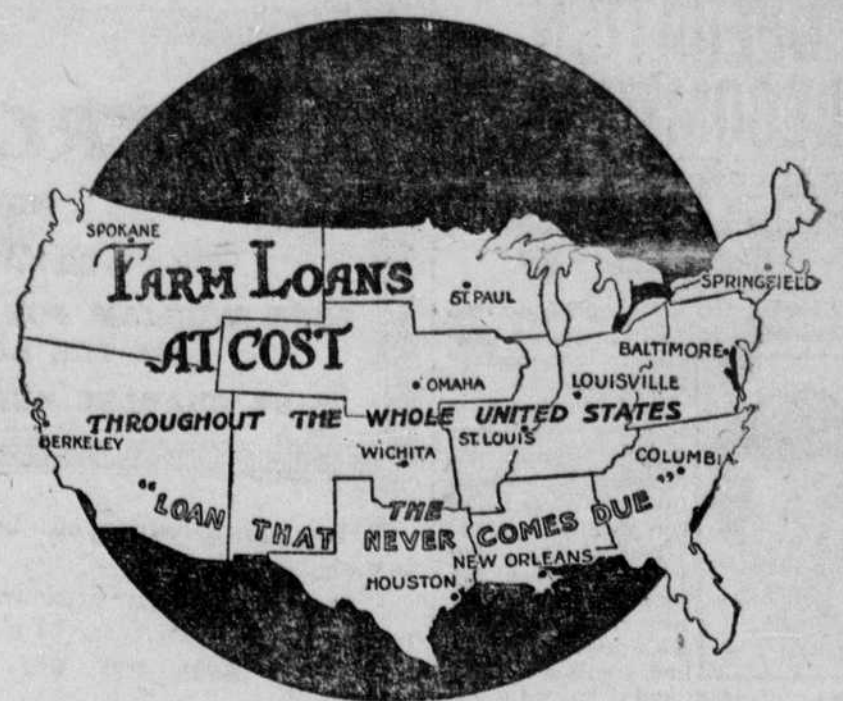 SPOKANE
FARM LOANS
ST. PAUL
SPRINGFIELD
AT COST
BALTIMORE
OMAHA
LOUISVILLE
THROUGHOUT THE WHOLE UNITED STATES
BERKELEY
ST. LOUIS
WICHITA
COLUMBIA
"LOAN THAT THE NEVER COMES DUE"
NEW ORLEANS
HOUSTON